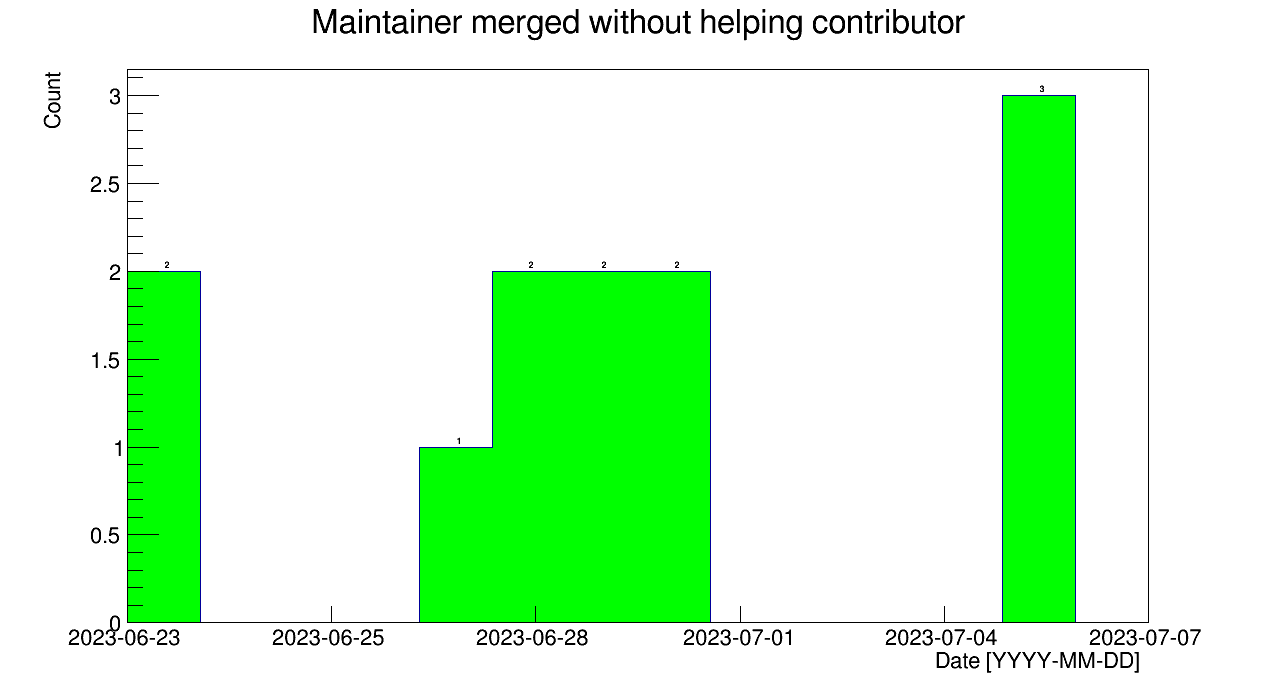 Maintainer merged without helping contributor
Count
3
2.5
2
1.5
1
0.5
0
2 1 2 2 2 3
2023-06-23 2023-06-25 2023-06-28 2023-07-01 2023-07-04 2023-07-07
Date [YYYY-MM-DD]